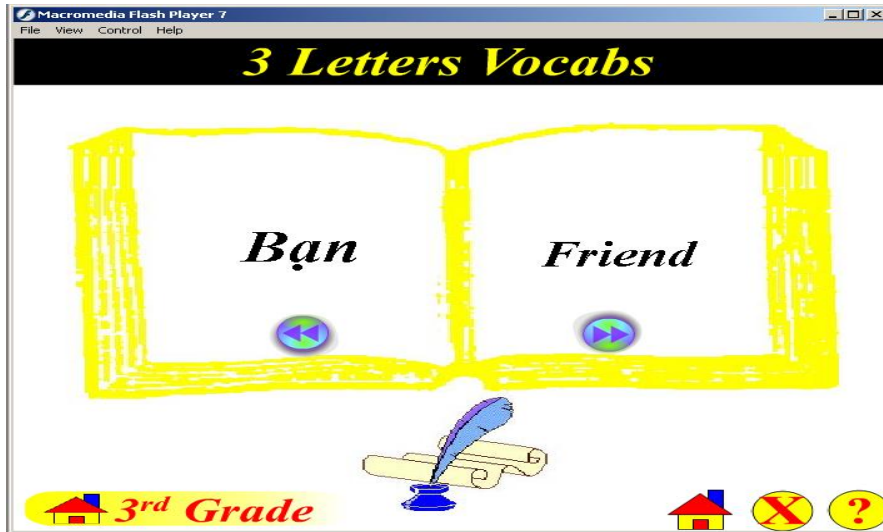 Macromedia Flash Player 7
File View Control Help
3 Letters Vocabs
Bạn
Friend
3rd Grade
X
?